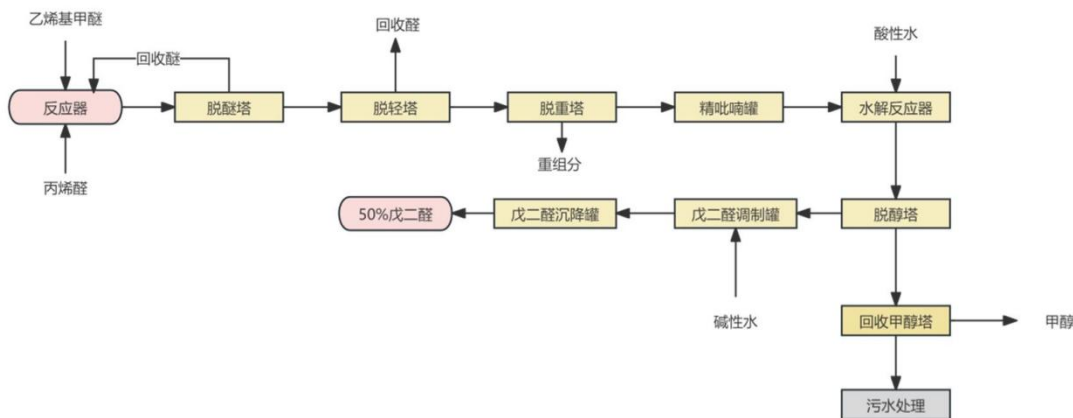 乙烯基甲醚
回收醛
酸性水
回收醚
反应器
脱醚塔
脱轻塔
脱重塔
精吡喃罐
水解反应器
丙烯醛
重组分
50%戊二醛
戊二醛沉降罐
戊二醛调制罐
脱醇塔
碱性水
回收甲醇塔
甲醇
污水处理